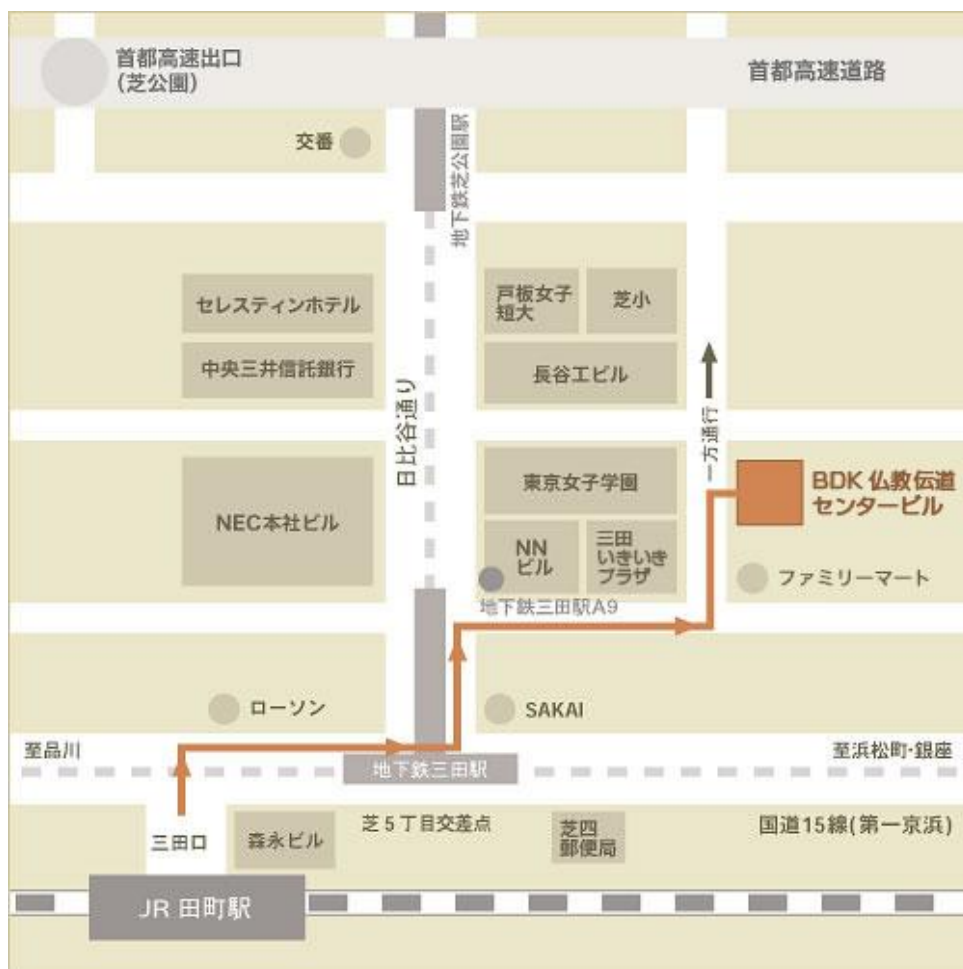 首都高速出口
(芝公園)
首都高速道路
交番
地下鉄芝公園駅
セレスティンホテル
戸板女子
短大
芝小
中央三井信託銀行
長谷工ビル
日比谷通り
一方通行
NEC本社ビル
東京女子学園
BDK 仏教伝道
センタービル
NN
ビル
三田
いきいき
プラザ
ファミリーマート
地下鉄三田駅A9
ローソン
SAKAI
至品川
至浜松町・銀座
地下鉄三田駅
三田口
森永ビル
芝5丁目交差点
芝四
郵便局
国道15線(第一京浜)
JR 田町駅